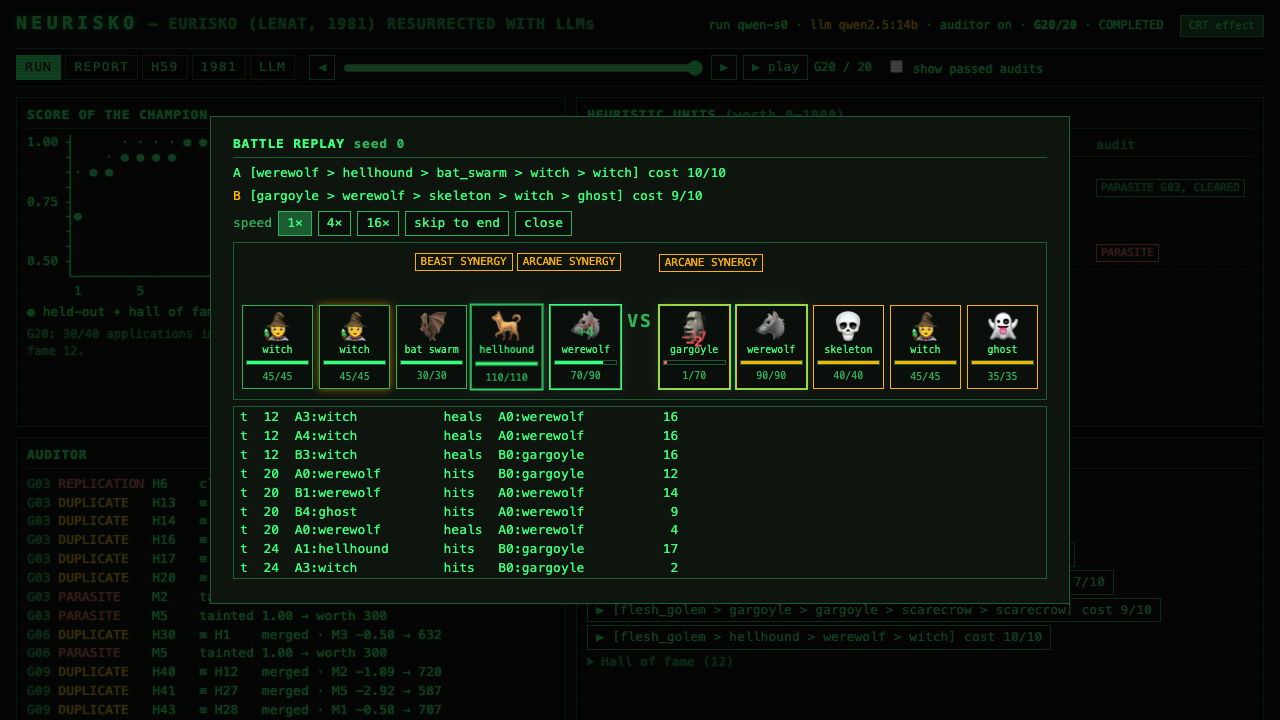 NEURISKO — EURISKO (LENAT, 1981) RESURRECTED WITH LLMs
run qwen-s0 · llm qwen2.5:14b · auditor on · G20/20 · COMPLETED CRT effect
RUN REPORT H59 1981 LLM ◀ ▶ ▶ play G20 / 20 show passed audits
SCORE OF THE CHAMPION
HEURISTIC UNITS (worth 0–1000)
1.00
0.75
0.50
1 5
● held-out + hall of fam
G20: 30/40 applications in
fame 12.
audit
PARASITE G03, CLEARED
PARASITE
BATTLE REPLAY seed 0
A [werewolf > hellhound > bat_swarm > witch > witch] cost 10/10
B [gargoyle > werewolf > skeleton > witch > ghost] cost 9/10
speed 1× 4× 16× skip to end close
BEAST SYNERGY ARCANE SYNERGY ARCANE SYNERGY
VS
+4
witch witch bat swarm hellhound werewolf gargoyle werewolf skeleton witch ghost
45/45 45/45 30/30 110/110 70/90 1/70 90/90 40/40 45/45 35/35
t 12 A3:witch heals A0:werewolf 16
t 12 A4:witch heals A0:werewolf 16
t 12 B3:witch heals B0:gargoyle 16
t 20 A0:werewolf hits B0:gargoyle 12
t 20 B1:werewolf hits A0:werewolf 14
t 20 B4:ghost hits A0:werewolf 9
t 20 A0:werewolf heals A0:werewolf 4
t 24 A1:hellhound hits B0:gargoyle 17
t 24 A3:witch hits B0:gargoyle 2
AUDITOR
G03 REPLICATION H6
G03 DUPLICATE H13 ≡
G03 DUPLICATE H14 ≡
G03 DUPLICATE H16 ≡
G03 DUPLICATE H17 ≡
G03 DUPLICATE H20 ≡
G03 PARASITE M2 ta
G03 PARASITE M5 tainted 1.00 → worth 300
G06 DUPLICATE H30 ≡ H1 merged · M3 −0.50 → 632
G06 PARASITE M5 tainted 1.00 → worth 300
G09 DUPLICATE H40 ≡ H12 merged · M2 −1.09 → 720
G09 DUPLICATE H41 ≡ H27 merged · M5 −2.92 → 587
G09 DUPLICATE H43 ≡ H28 merged · M1 −0.50 → 707
7/10
▶ [flesh_golem > gargoyle > gargoyle > scarecrow > scarecrow] cost 9/10
▶ [flesh_golem > hellhound > werewolf > witch] cost 10/10
▶ Hall of fame (12)